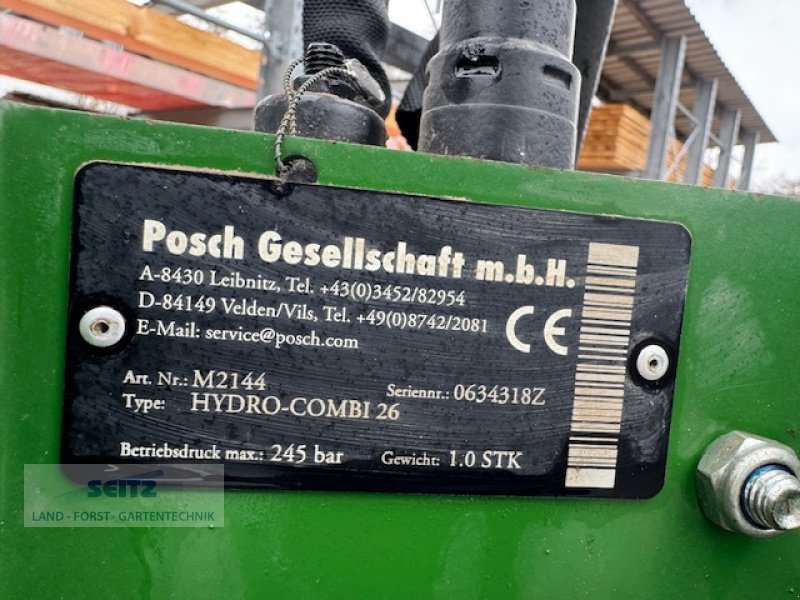 Posch Gesellschaft m.b.H.
A-8430 Leibnitz, Tel. +43(0)3452/82954
D-84149 Velden/Vils, Tel. +49(0)8742/2081
E-Mail: service@posch.com
CE
Art. Nr.: M2144 Seriennr.: 0634318Z
Type: HYDRO-COMBI 26
Betriebsdruck max.: 245 bar Gewicht: 1.0 STK
SEITZ
LAND - FORST - GARTENTECHNIK